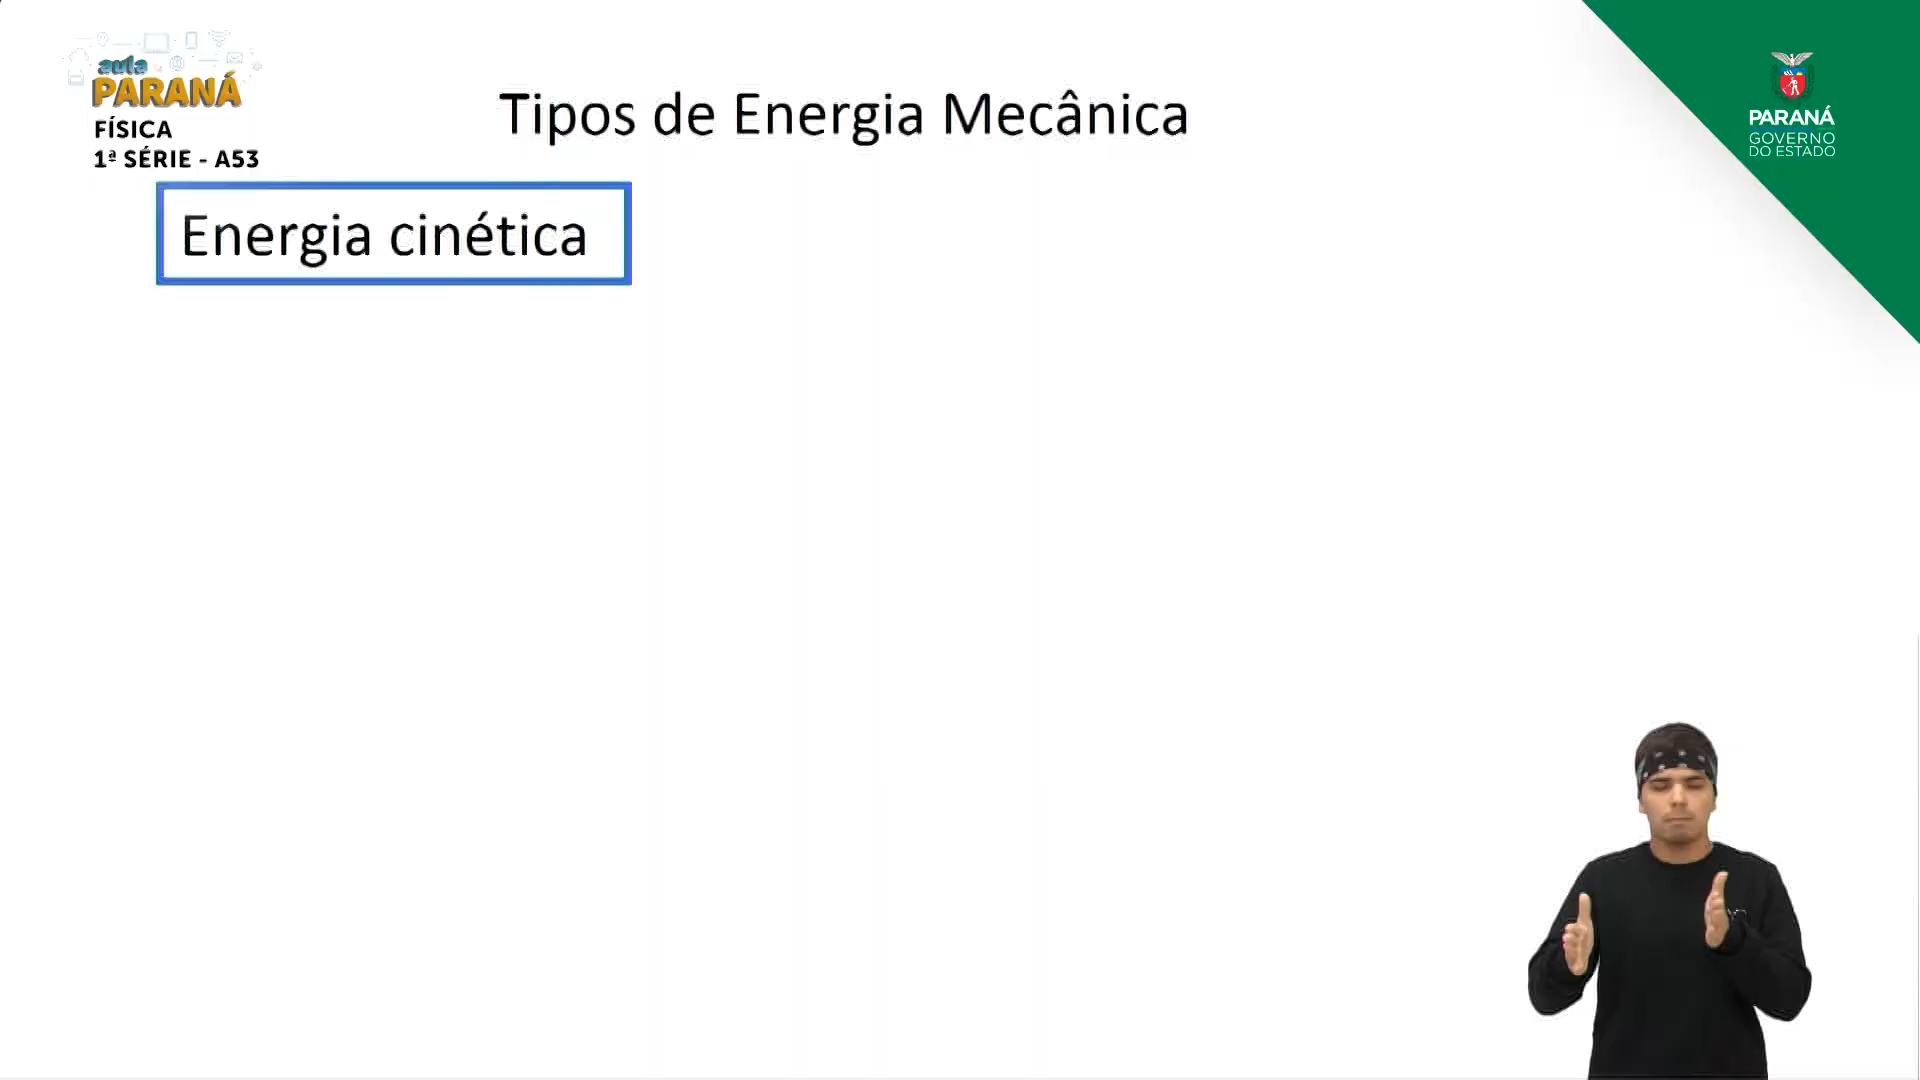 aula
PARANÁ
FÍSICA
1ª SÉRIE - A53
Tipos de Energia Mecânica
PARANÁ
GOVERNO
DO ESTADO
Energia cinética